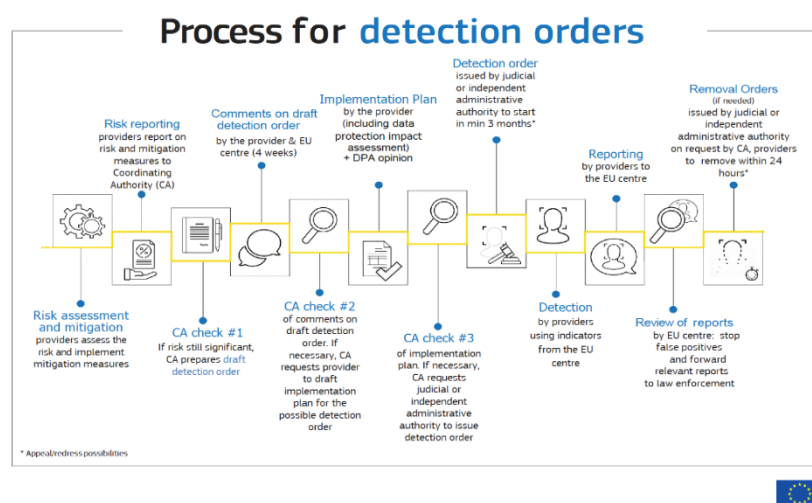 Process for detection orders
Risk assessment
and mitigation
providers assess the
risk and implement
mitigation measures
Risk reporting
providers report on
risk and mitigation
measures to
Coordinating
Authority (CA)
CA check #1
If risk still significant,
CA prepares draft
detection order
Comments on draft
detection order
by the provider & EU
centre (4 weeks)
CA check #2
of comments on
draft detection
order. If
necessary, CA
requests provider
to draft
implementation
plan for the
possible detection
order
Implementation Plan
by the provider
(including data
protection impact
assessment)
+ DPA opinion
CA check #3
of implementation
plan. If necessary,
CA requests
judicial or
independent
administrative
authority to issue
detection order
Detection order
issued by judicial
or independent
administrative
authority to start
in min 3 months*
Detection
by providers
using indicators
from the EU
centre
Reporting
by providers to
the EU centre
Review of reports
by EU centre: stop
false positives
and forward
relevant reports
to law enforcement
Removal Orders
(if needed)
issued by judicial or
independent
administrative authority
on request by CA, providers
to remove within 24
hours*
* Appeal/redress possibilities